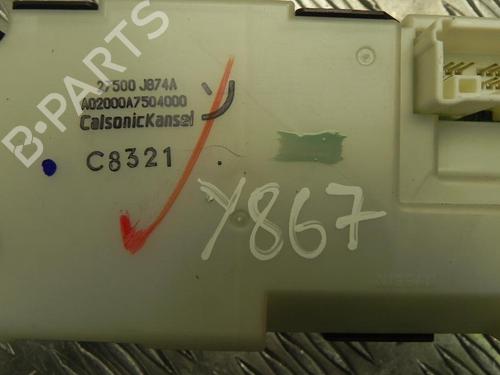 B-PARTS
27500 J874A
A02000A7504000
CalsonicKansei
C8321
Y867